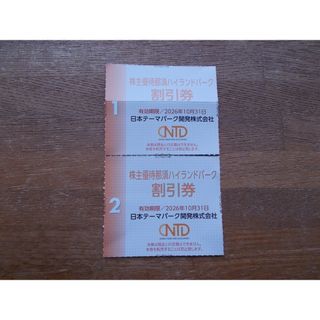 株主優待那須ハイランドパーク
割引券
1
有効期限／2026年10月31日
日本テーマパーク開発株式会社
NTD
株主優待那須ハイランドパーク
割引券
2
有効期限／2026年10月31日
日本テーマパーク開発株式会社
NTD